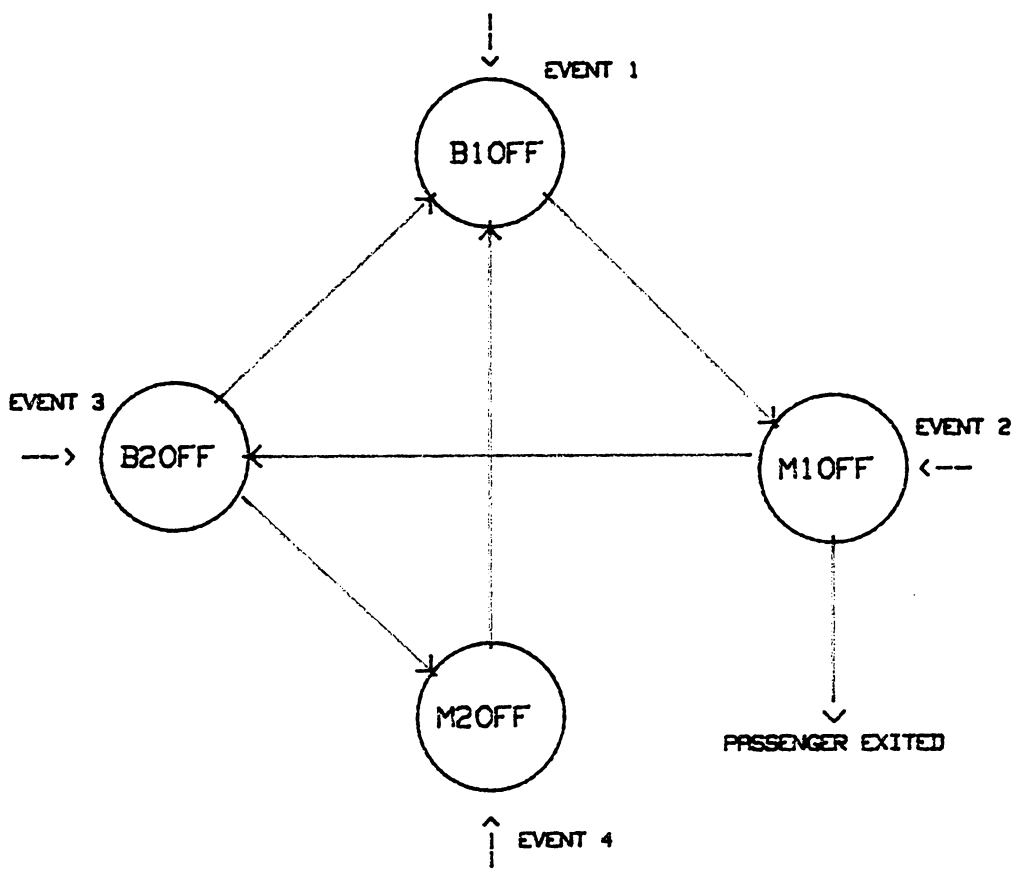 EVENT 1
B1OFF
EVENT 3
B2OFF
EVENT 2
M1OFF
M2OFF
PASSENGER EXITED
EVENT 4